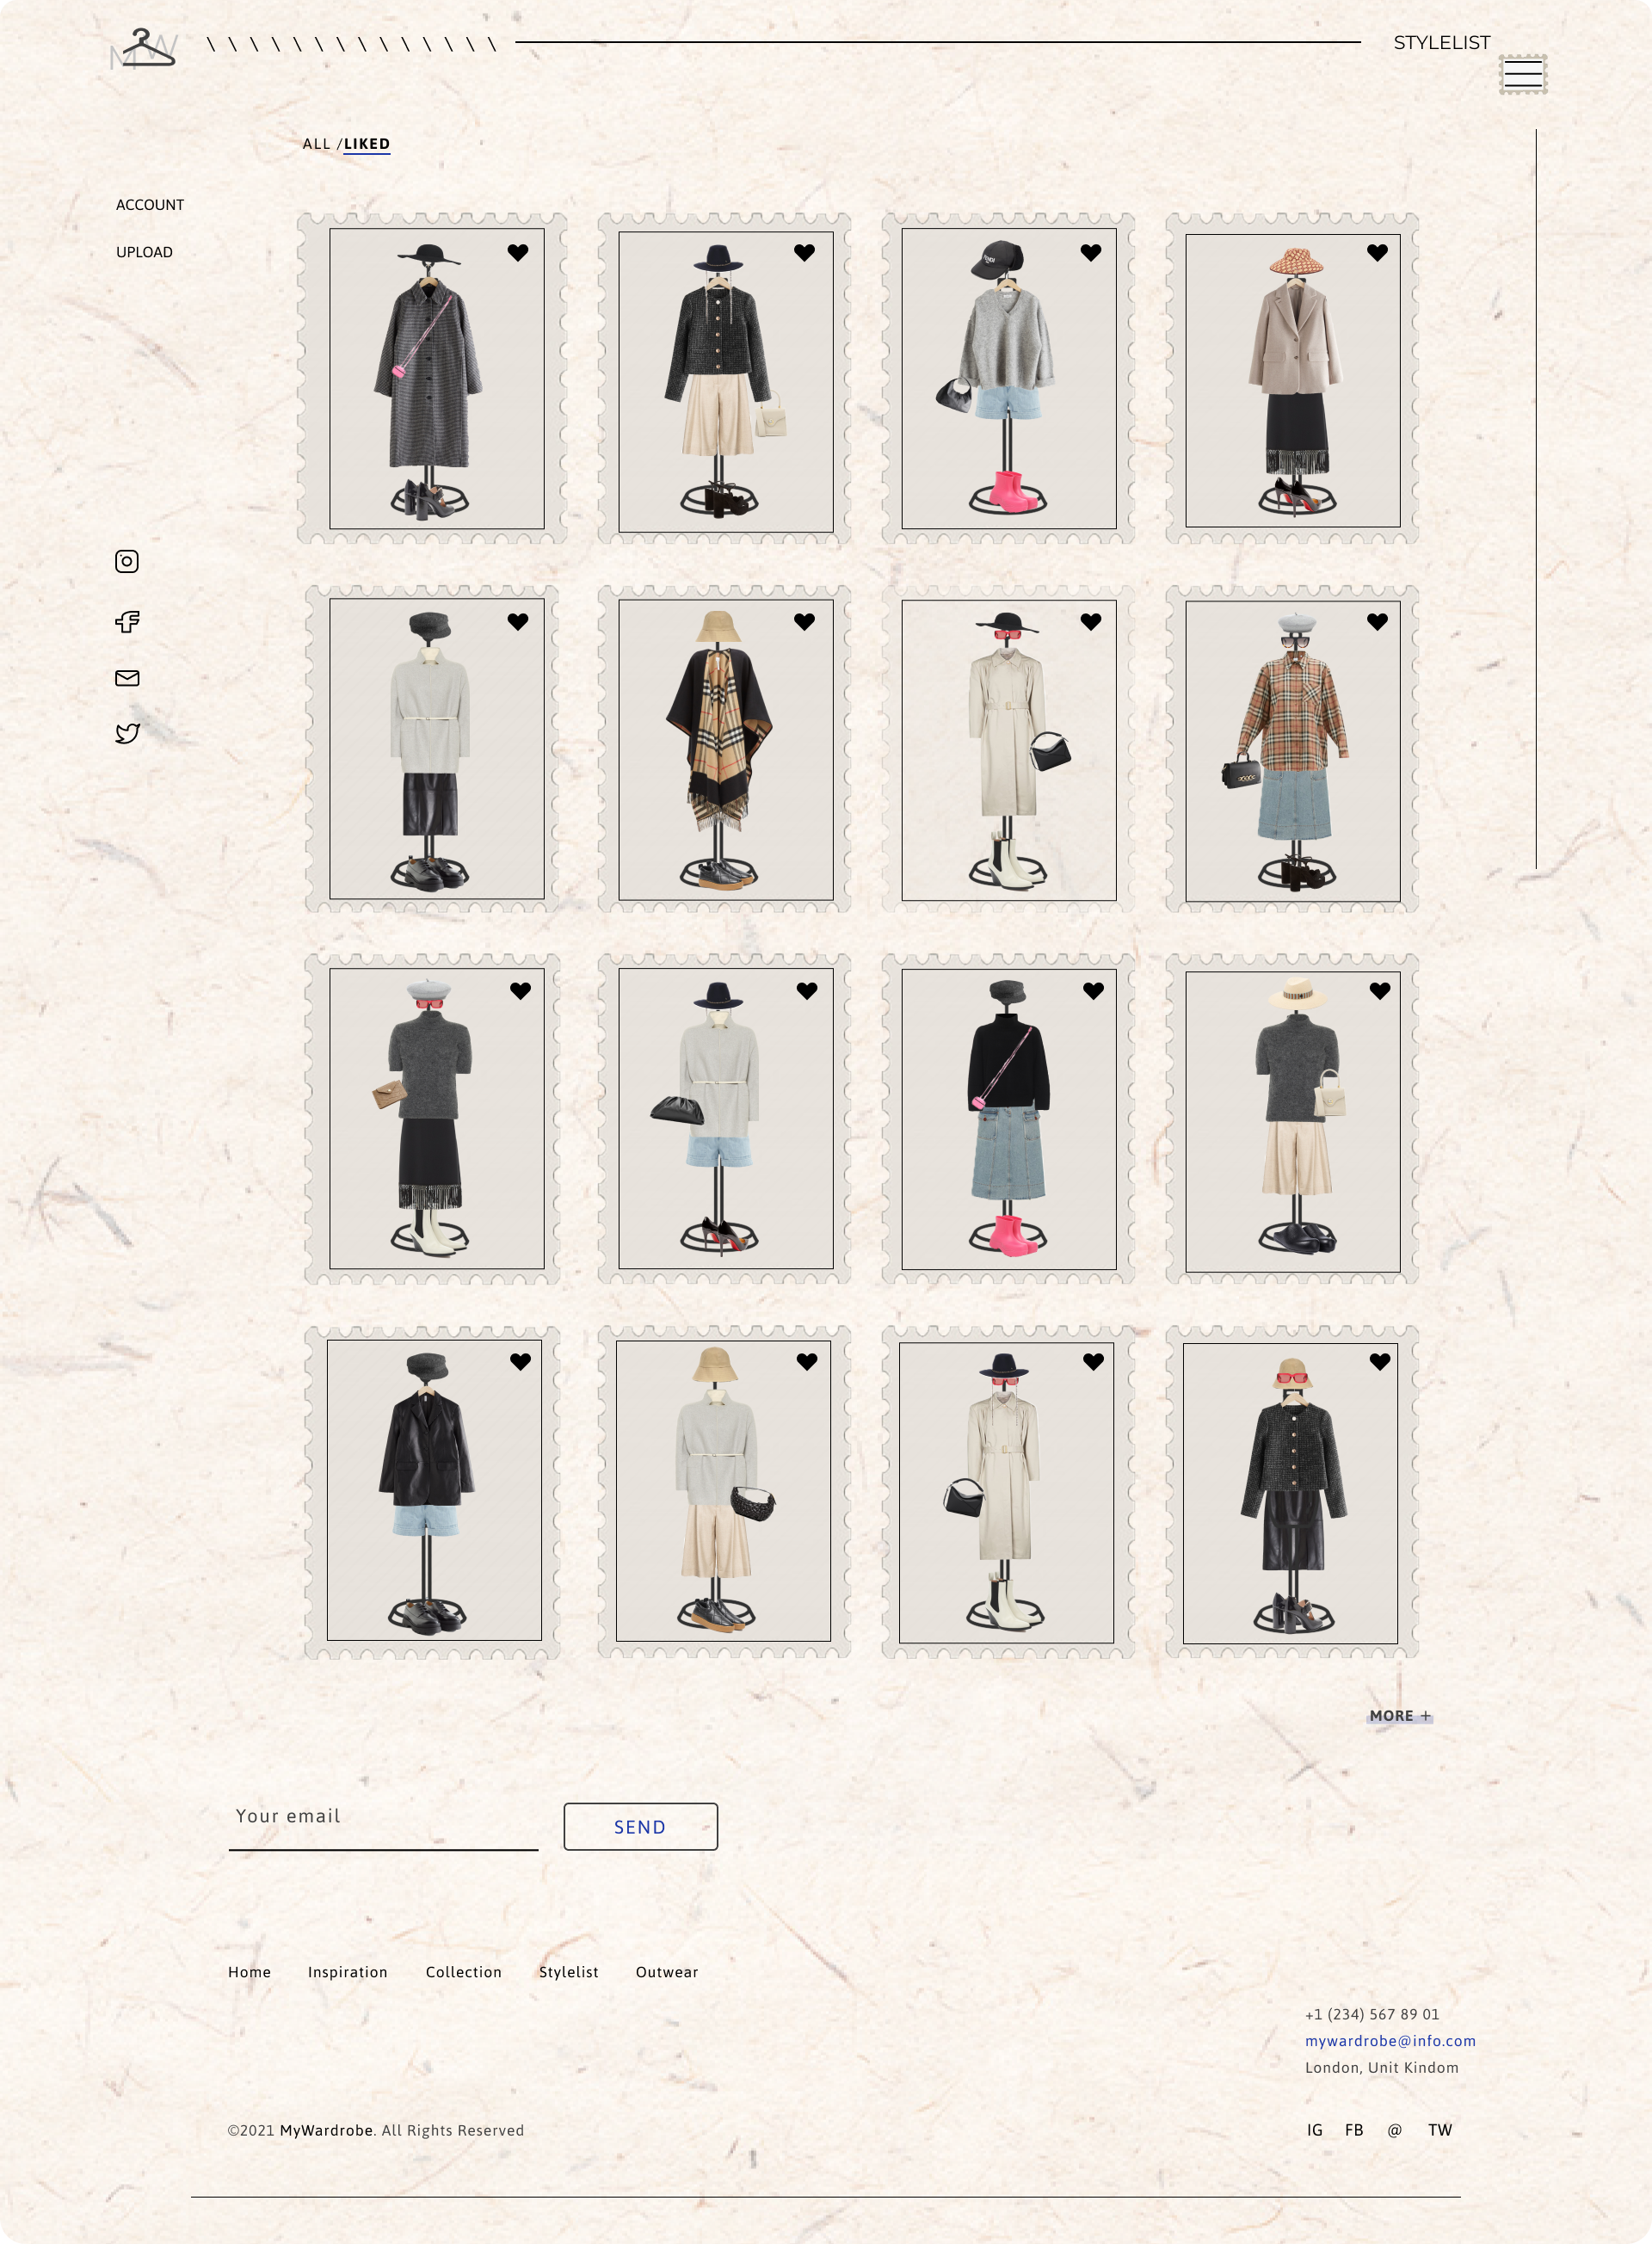 MW
STYLELIST
ALL /LIKED
ACCOUNT
UPLOAD
MORE +
Your email
SEND
Home Inspiration Collection Stylelist Outwear
+1 (234) 567 89 01
mywardrobe@info.com
London, Unit Kindom
©2021 MyWardrobe. All Rights Reserved
IG FB @ TW